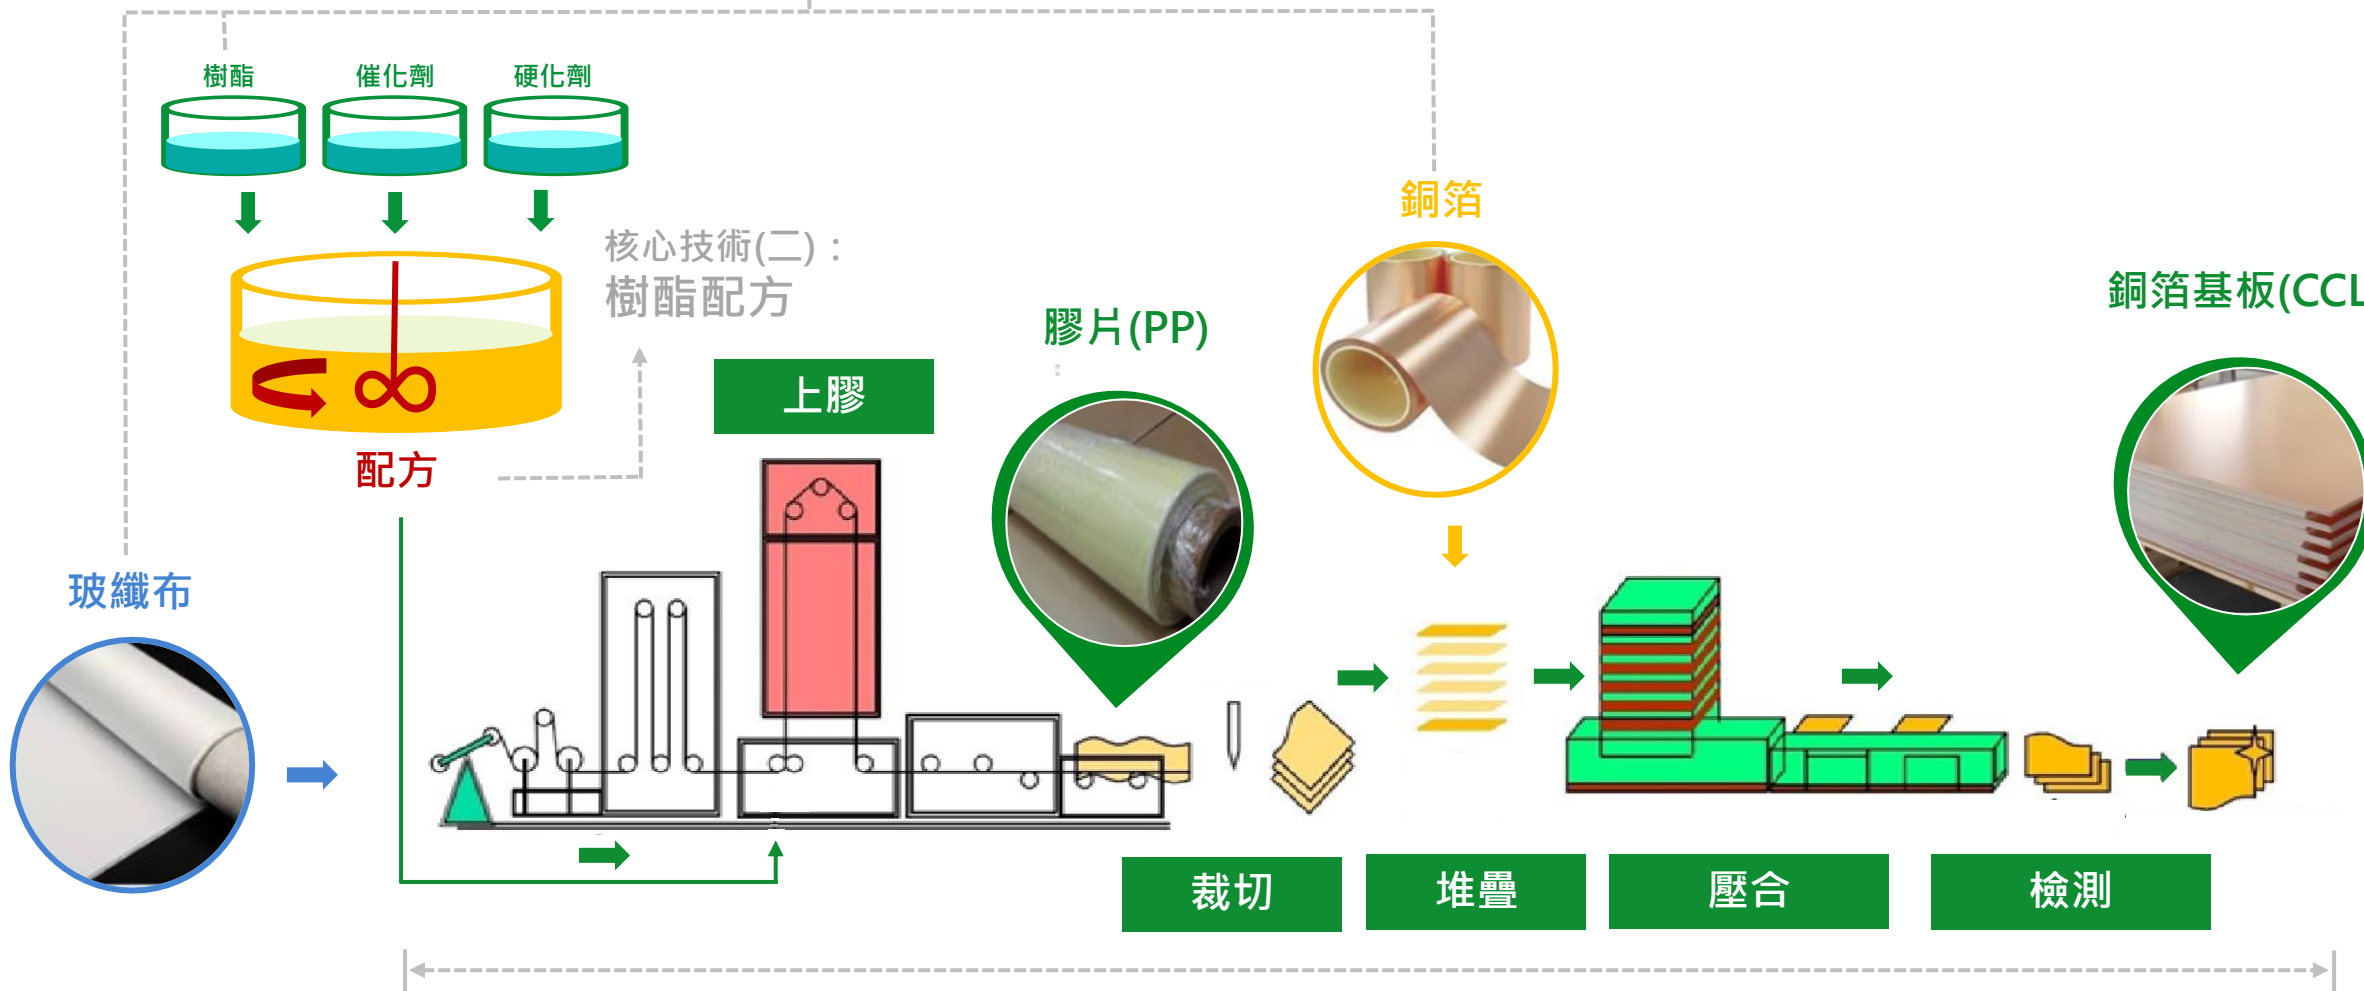 樹酯
催化劑
硬化劑
核心技術(二)：
樹酯配方
銅箔
銅箔基板(CCL
膠片(PP)
上膠
配方
玻纖布
裁切
堆疊
壓合
檢測